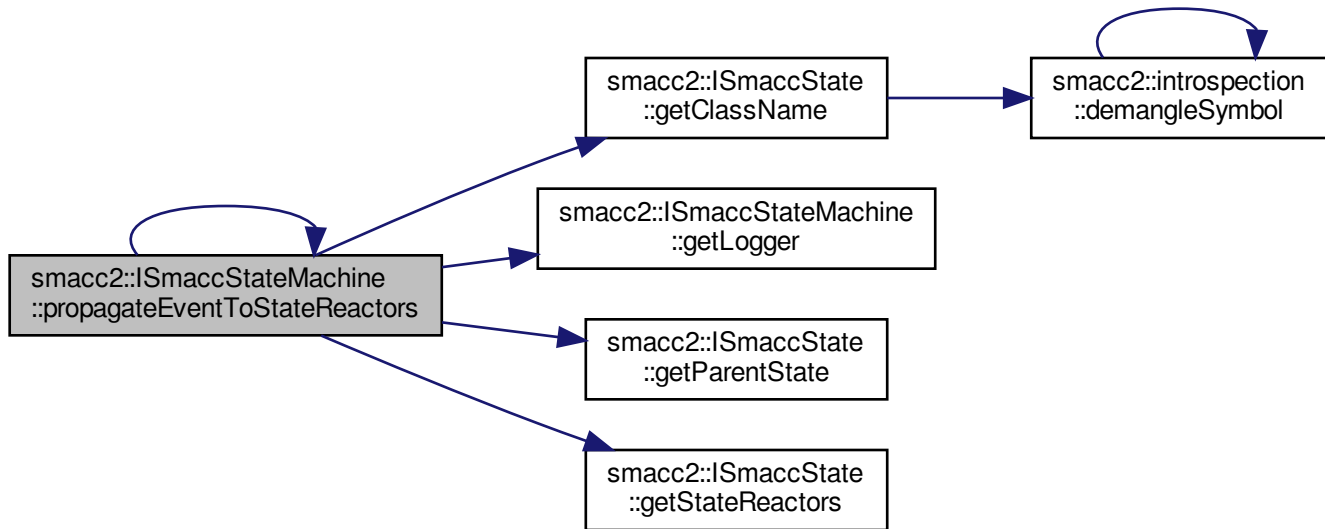 smacc2::ISmaccState
::getClassName
smacc2::introspection
::demangleSymbol
smacc2::ISmaccStateMachine
::getLogger
smacc2::ISmaccStateMachine
::propagateEventToStateReactors
smacc2::ISmaccState
::getParentState
smacc2::ISmaccState
::getStateReactors